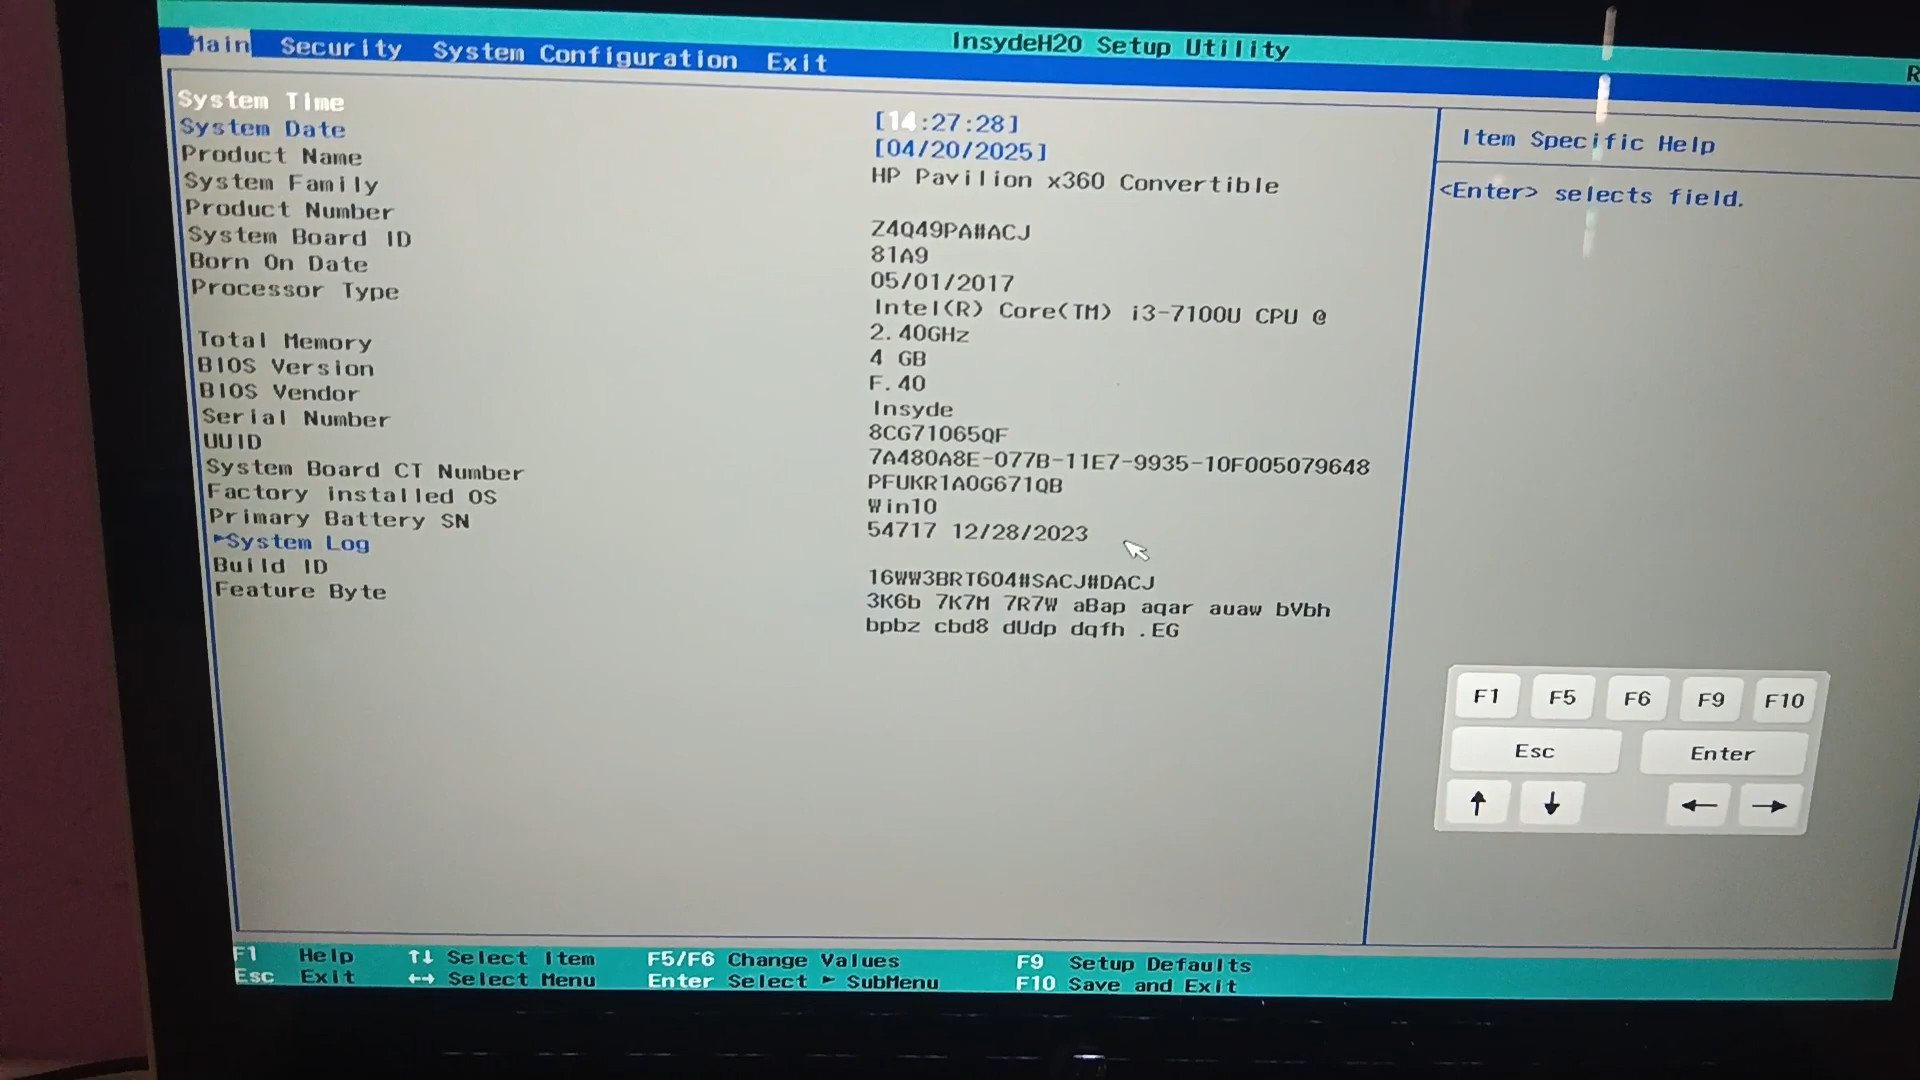 InsydeH20 Setup Utility
Main Security System Configuration Exit
System Time [14:27:28]
System Date [04/20/2025]
Product Name HP Pavilion x360 Convertible
System Family
Product Number Z4Q49PA#ACJ
System Board ID 81A9
Born On Date 05/01/2017
Processor Type Intel(R) Core(TM) i3-7100U CPU @
2.40GHz
Total Memory 4 GB
BIOS Version F.40
BIOS Vendor Insyde
Serial Number 8CG71065QF
UUID 7A480A8E-077B-11E7-9935-10F005079648
System Board CT Number PFUKR1A0G671QB
Factory installed OS Win10
Primary Battery SN 54717 12/28/2023
►System Log
Build ID 16WW3BRT604#SACJ#DACJ
Feature Byte 3K6b 7K7M 7R7W aBap aqar auaw bVbh
bpbz cbd8 dUdp dqfh .EG
Item Specific Help
<Enter> selects field.
F1 F5 F6 F9 F10
Esc Enter
↑ ↓ ← →
F1 Help ↑↓ Select Item F5/F6 Change Values F9 Setup Defaults
Esc Exit ↔ Select Menu Enter Select ► SubMenu F10 Save and Exit